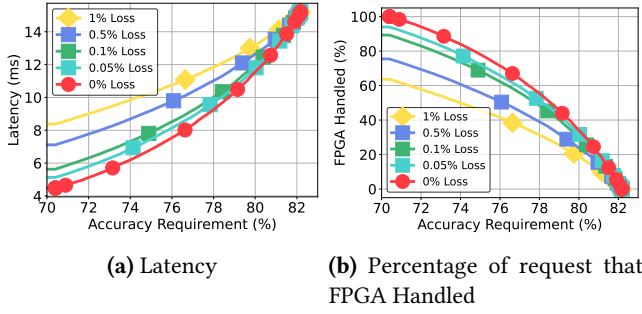 14
12
10
8
6
4
Latency (ms)
1% Loss
0.5% Loss
0.1% Loss
0.05% Loss
0% Loss
70 72 74 76 78 80 82
Accuracy Requirement (%)
(a) Latency
100
80
60
40
20
0
FPGA Handled (%)
1% Loss
0.5% Loss
0.1% Loss
0.05% Loss
0% Loss
70 72 74 76 78 80 82
Accuracy Requirement (%)
(b) Percentage of request that
FPGA Handled